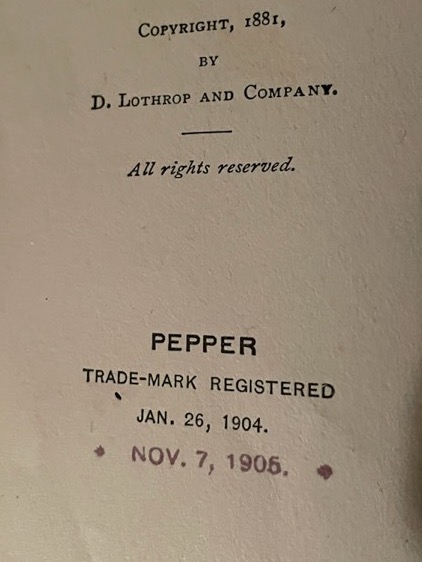 COPYRIGHT, 1881,
BY
D. LOTHROP AND COMPANY.
All rights reserved.
PEPPER
TRADE-MARK REGISTERED
JAN. 26, 1904.
NOV. 7, 1905.